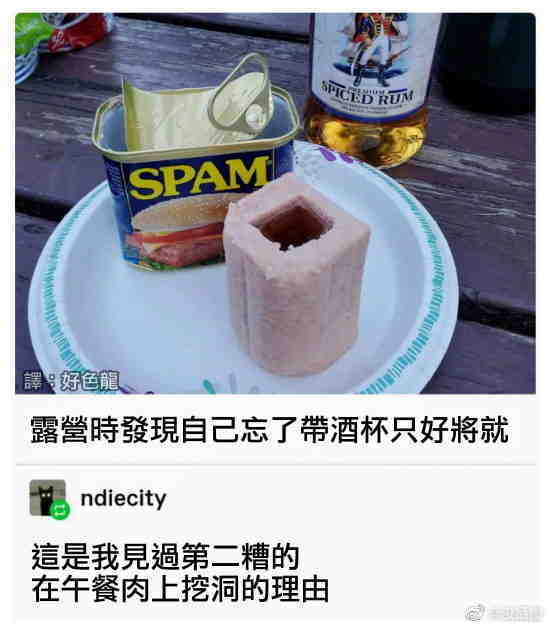 PREMIUM
SPICED RUM
SPAM
譯：好色龍
露營時發現自己忘了帶酒杯只好將就
ndiecity
這是我見過第二糟的
在午餐肉上挖洞的理由